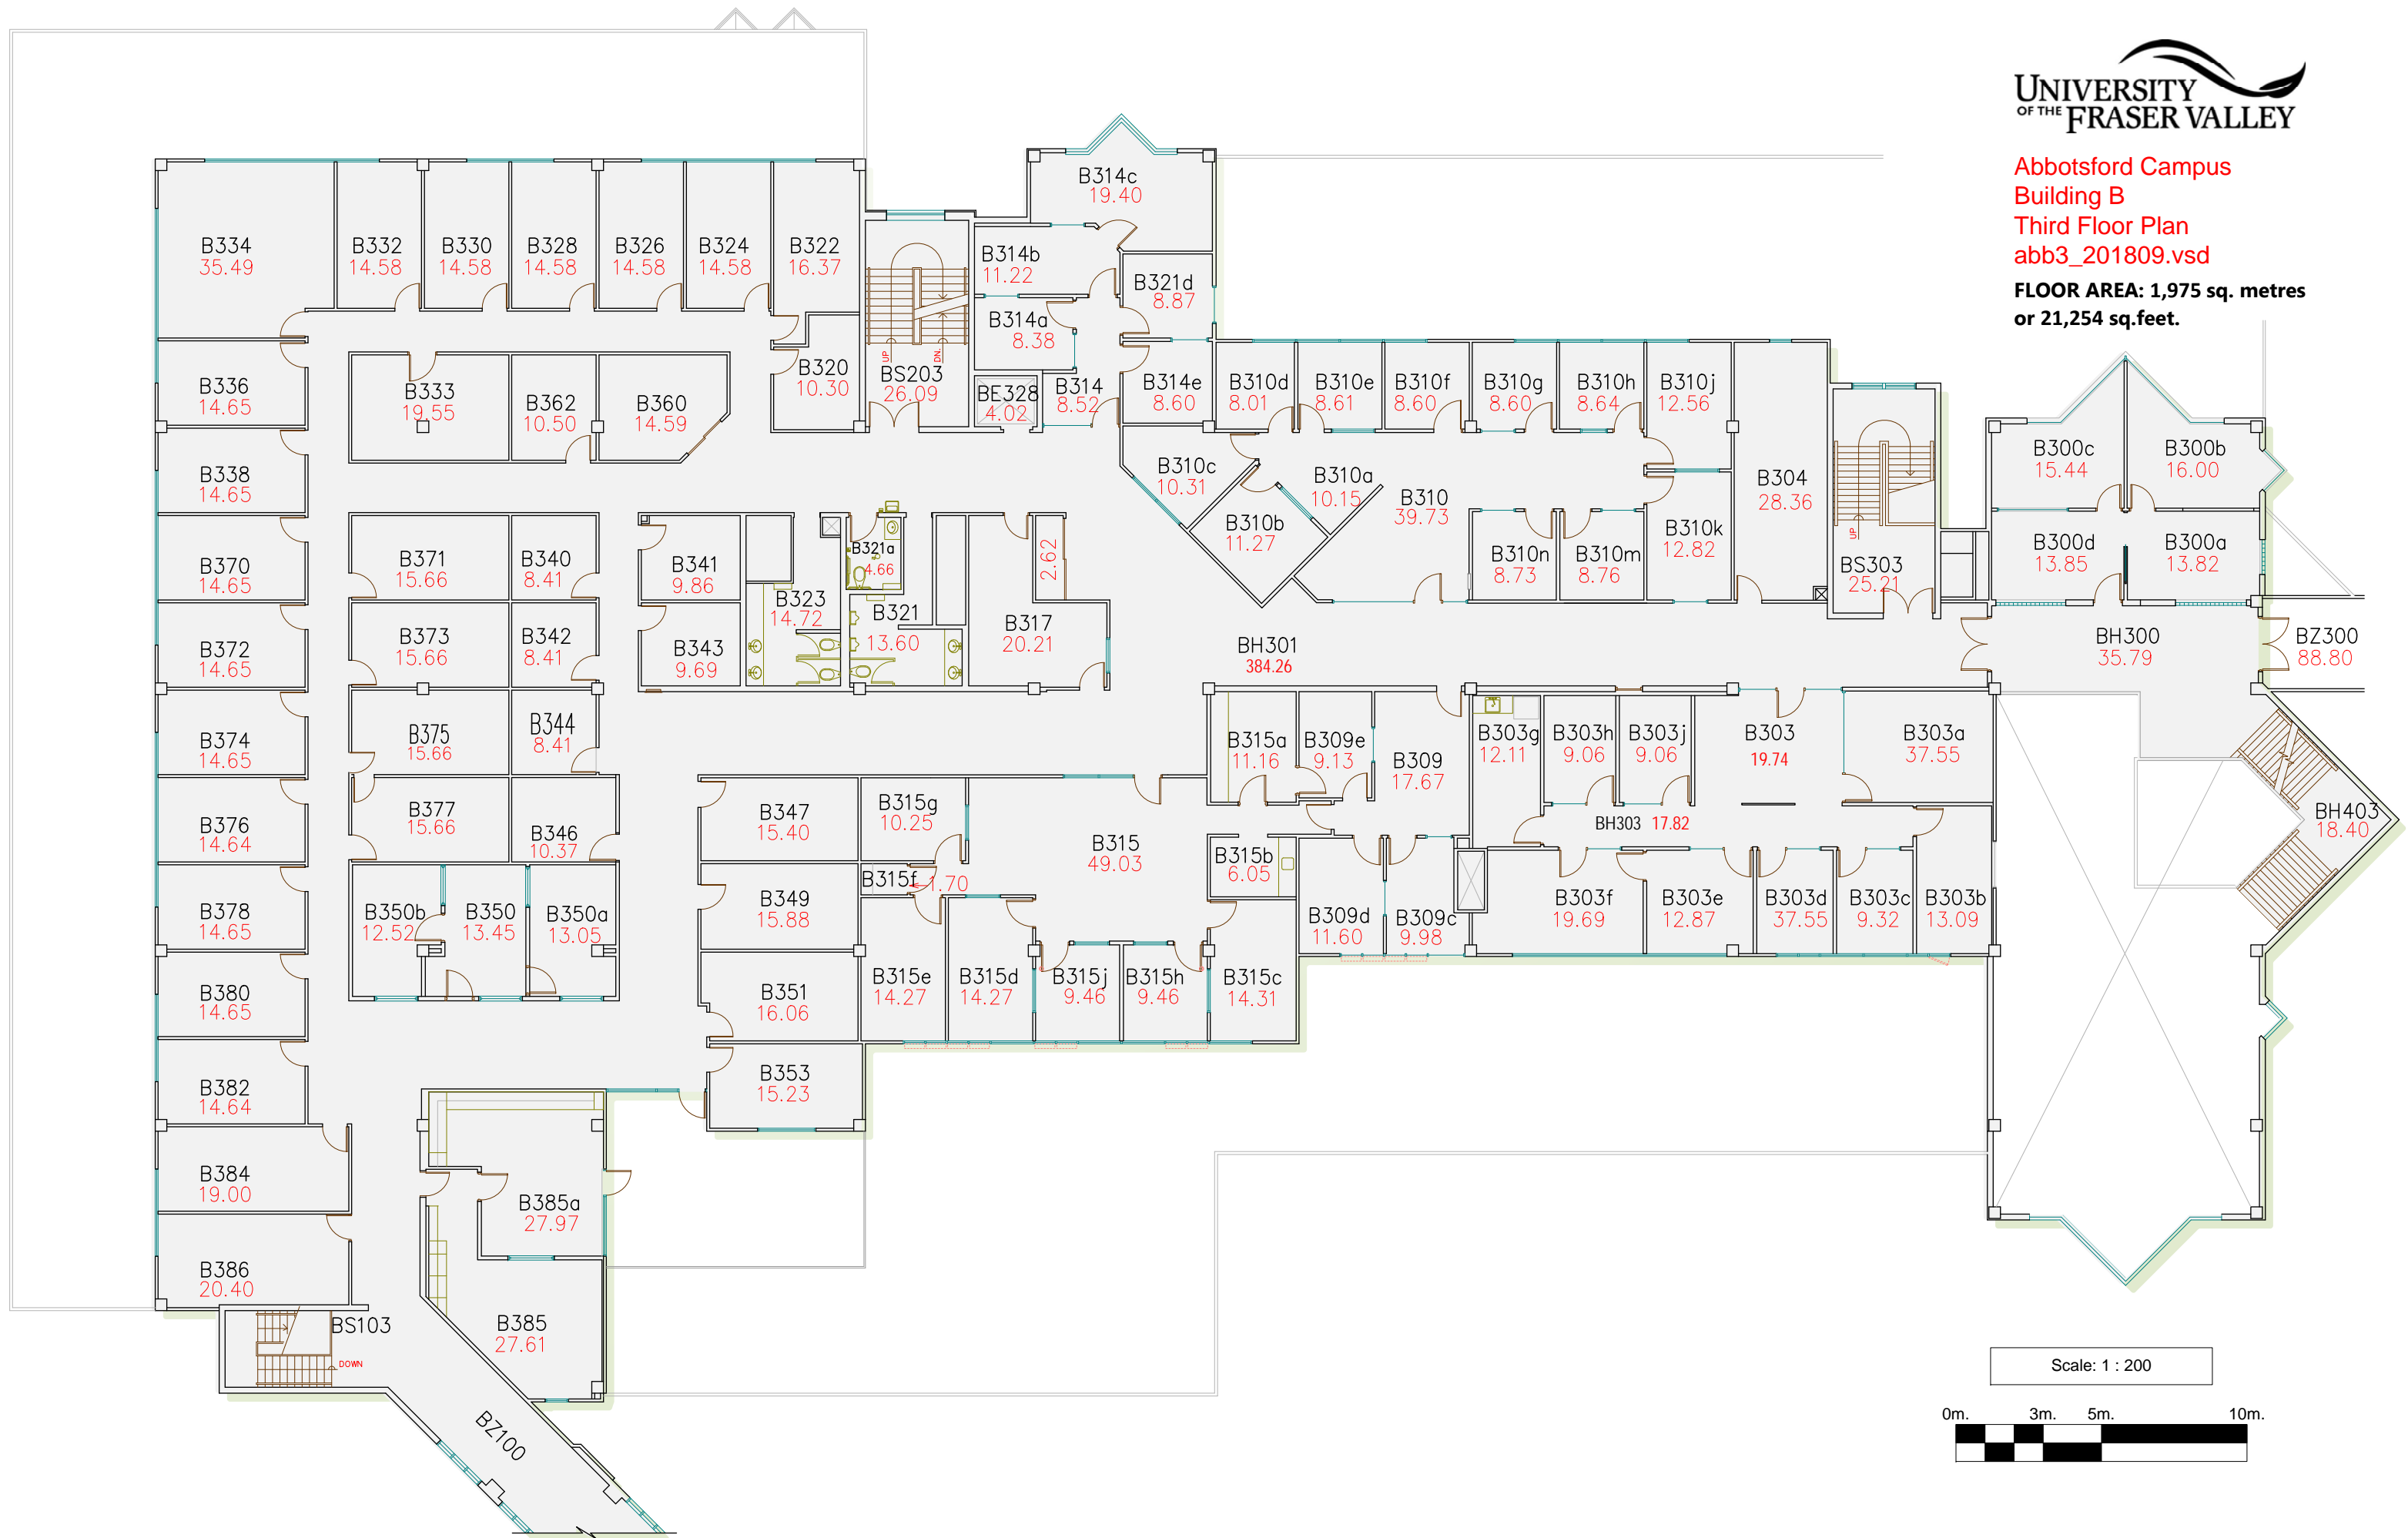 UNIVERSITY
OF THE FRASER VALLEY
Abbotsford Campus
Building B
Third Floor Plan
abb3_201809.vsd
FLOOR AREA: 1,975 sq. metres
or 21,254 sq.feet.
B314c
19.40
B334
35.49
B332
14.58
B330
14.58
B328
14.58
B326
14.58
B324
14.58
B322
16.37
B314b
11.22
B321d
8.87
B314a
8.38
UP
DN.
BS203
26.09
B320
10.30
BE328
4.02
B314
8.52
B314e
8.60
B310d
8.01
B310e
8.61
B310f
8.60
B310g
8.60
B310h
8.64
B310j
12.56
B336
14.65
B333
19.55
B362
10.50
B360
14.59
B300c
15.44
B300b
16.00
B338
14.65
B310c
10.31
B310a
10.15
B310
39.73
B304
28.36
B310b
11.27
B310k
12.82
UP
BS303
25.21
B300d
13.85
B300a
13.82
B370
14.65
B371
15.66
B340
8.41
B341
9.86
B321a
4.66
2.62
B310n
8.73
B310m
8.76
B323
14.72
B321
13.60
B317
20.21
B372
14.65
B373
15.66
B342
8.41
B343
9.69
BH301
384.26
BH300
35.79
BZ300
88.80
B374
14.65
B375
15.66
B344
8.41
B315a
11.16
B309e
9.13
B309
17.67
B303g
12.11
B303h
9.06
B303j
9.06
B303
19.74
B303a
37.55
B376
14.64
B377
15.66
B346
10.37
B347
15.40
B315g
10.25
B315
49.03
B315b
6.05
BH303 17.82
BH403
18.40
B378
14.65
B350b
12.52
B350
13.45
B350a
13.05
B349
15.88
B315f
1.70
B309d
11.60
B309c
9.98
B303f
19.69
B303e
12.87
B303d
37.55
B303c
9.32
B303b
13.09
B380
14.65
B351
16.06
B315e
14.27
B315d
14.27
B315j
9.46
B315h
9.46
B315c
14.31
B382
14.64
B353
15.23
B384
19.00
B385a
27.97
B386
20.40
BS103
DOWN
B385
27.61
BZ100
Scale: 1 : 200
0m. 3m. 5m. 10m.